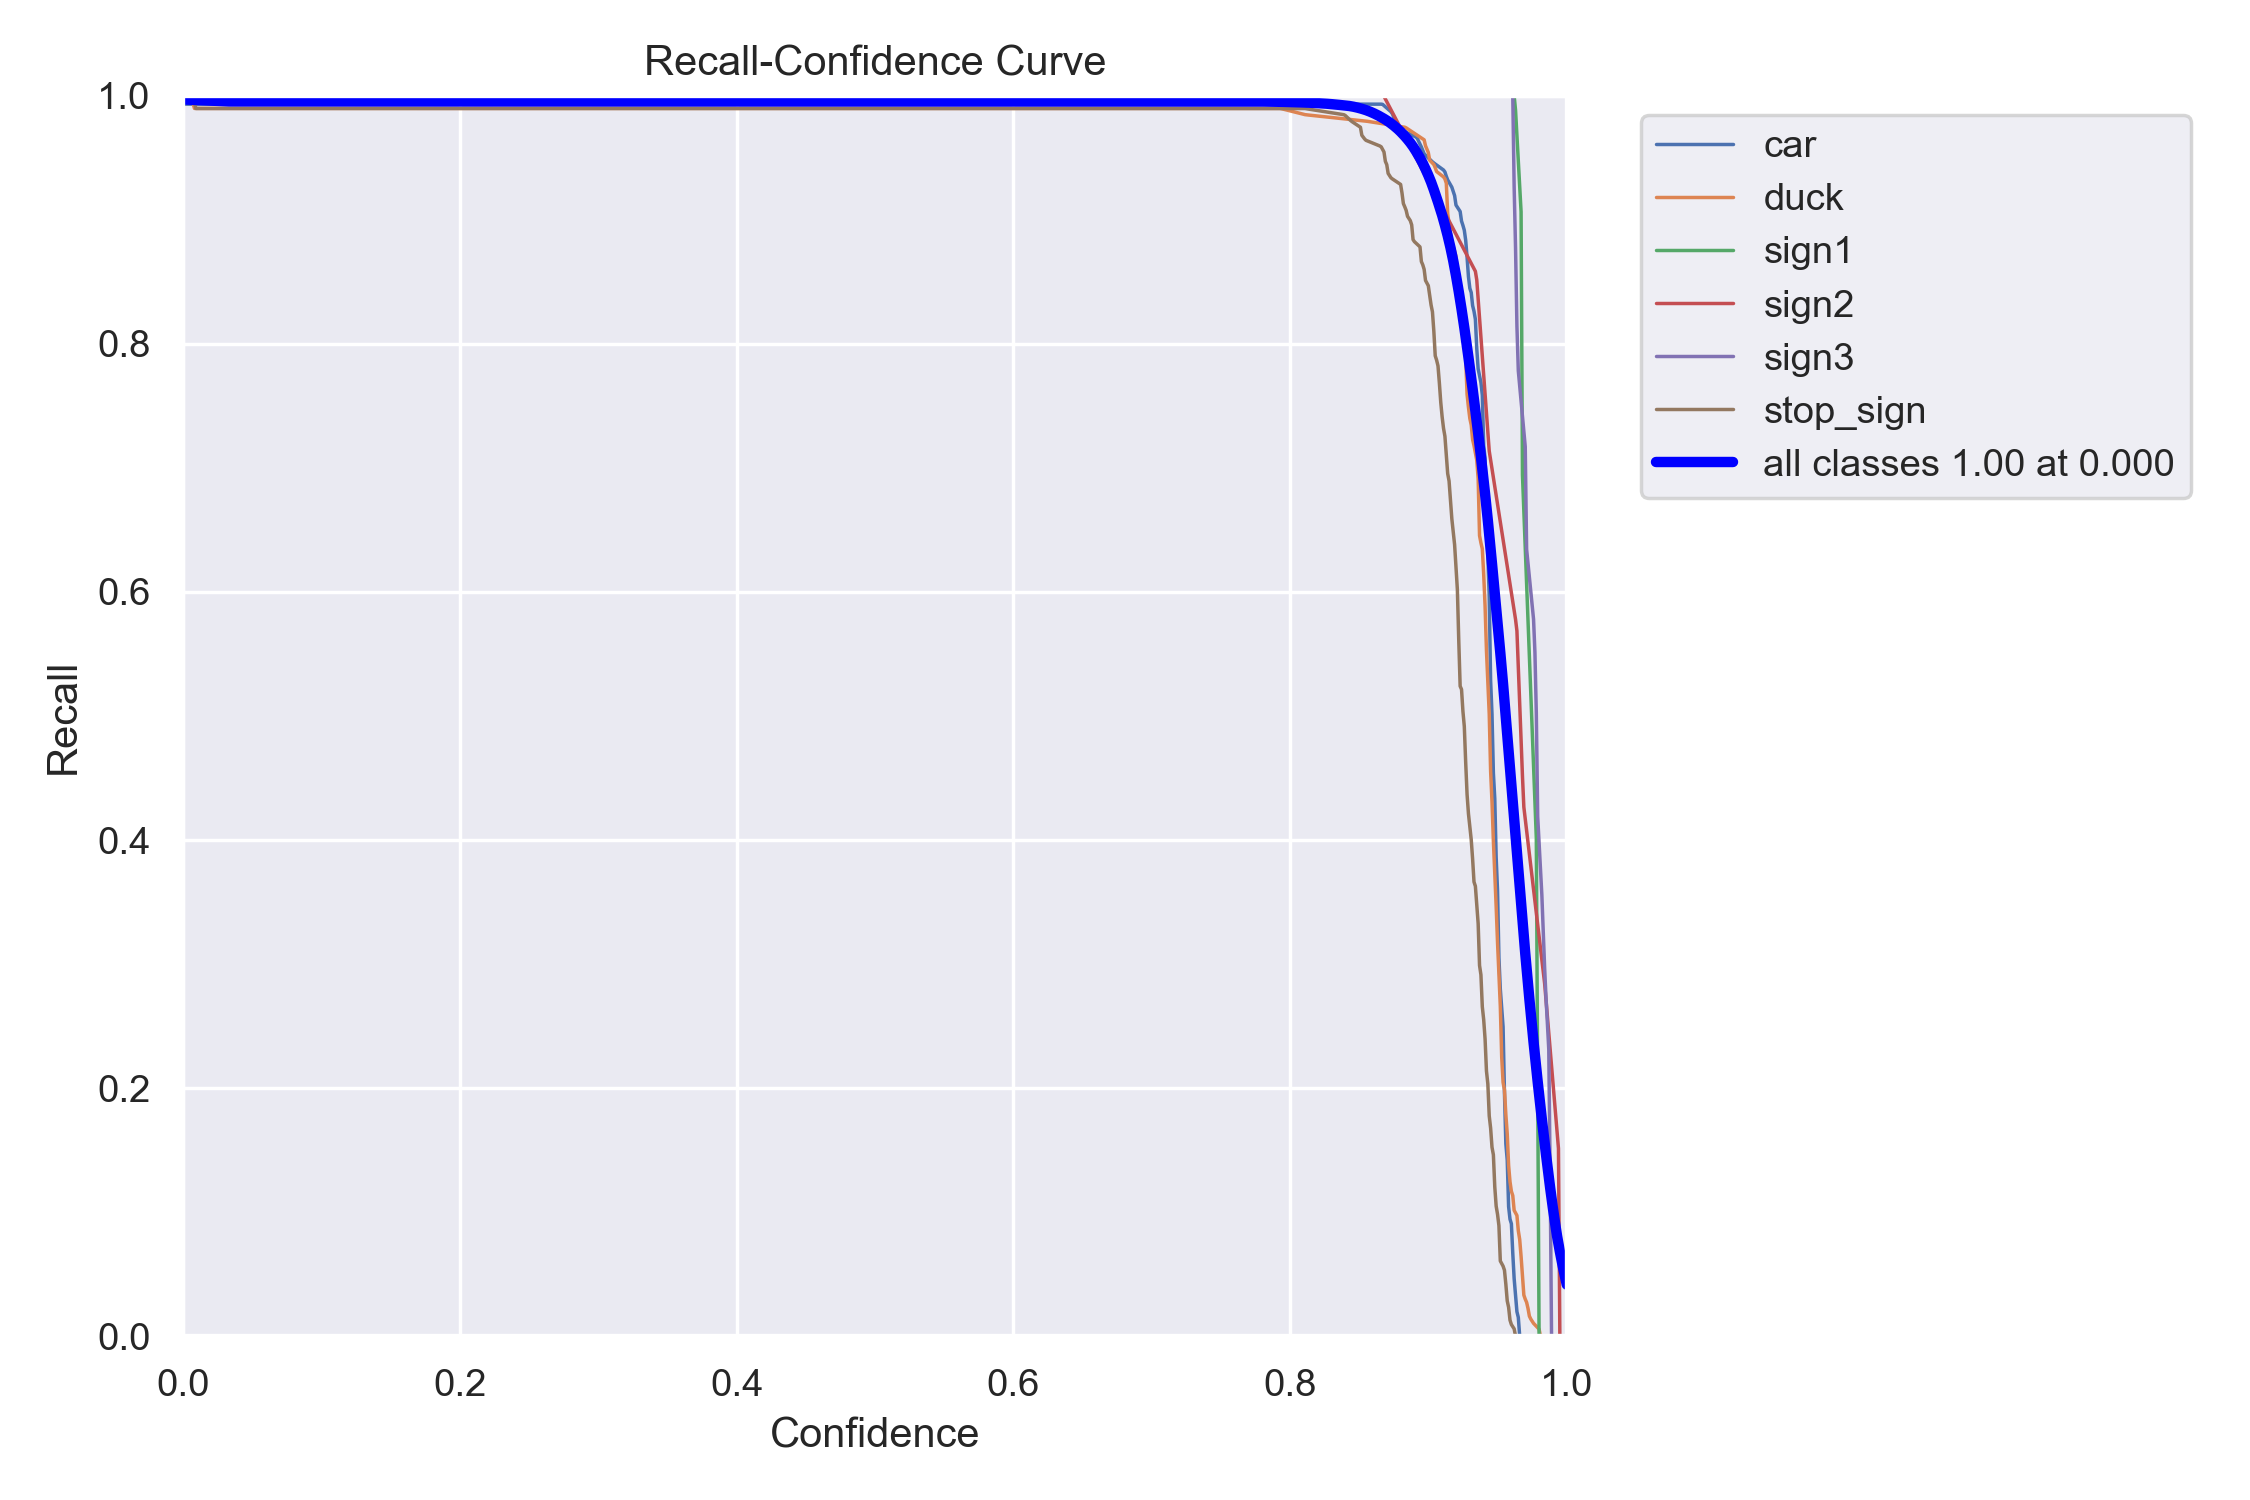 Recall-Confidence Curve
1.0
0.8
0.6
0.4
0.2
0.0
Recall
0.0 0.2 0.4 0.6 0.8 1.0
Confidence
car
duck
sign1
sign2
sign3
stop_sign
all classes 1.00 at 0.000